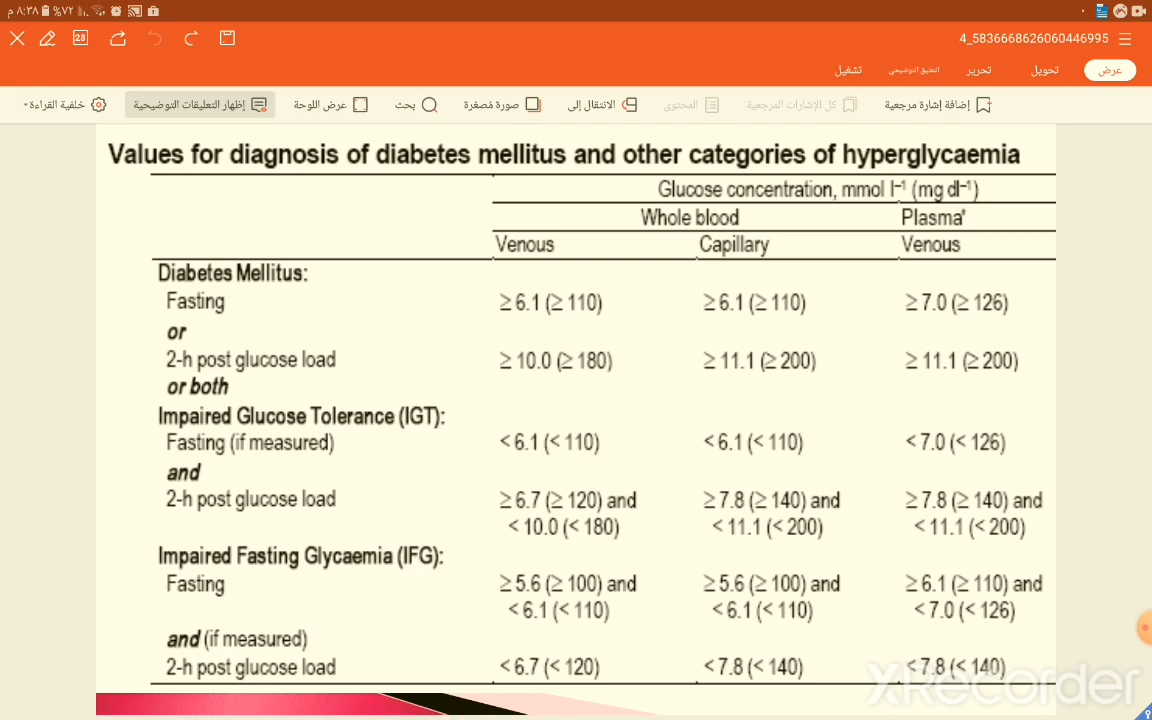 ٨:٣٨ م ٧٢%
4_5836668626060446995
28
عرض تحويل تحرير التعليق التوضيحي تشغيل
إضافة إشارة مرجعية كل الإشارات المرجعية المحتوى الانتقال إلى صورة مُصغرة بحث عرض اللوحة إظهار التعليقات التوضيحية خلفية القراءة
Values for diagnosis of diabetes mellitus and other categories of hyperglycaemia
Glucose concentration, mmol l⁻¹ (mg dl⁻¹)
Whole blood Plasma*
Venous Capillary Venous
Diabetes Mellitus:
Fasting ≥ 6.1 (≥ 110) ≥ 6.1 (≥ 110) ≥ 7.0 (≥ 126)
or
2-h post glucose load ≥ 10.0 (≥ 180) ≥ 11.1 (≥ 200) ≥ 11.1 (≥ 200)
or both
Impaired Glucose Tolerance (IGT):
Fasting (if measured) < 6.1 (< 110) < 6.1 (< 110) < 7.0 (< 126)
and
2-h post glucose load ≥ 6.7 (≥ 120) and ≥ 7.8 (≥ 140) and ≥ 7.8 (≥ 140) and
< 10.0 (< 180) < 11.1 (< 200) < 11.1 (< 200)
Impaired Fasting Glycaemia (IFG):
Fasting ≥ 5.6 (≥ 100) and ≥ 5.6 (≥ 100) and ≥ 6.1 (≥ 110) and
< 6.1 (< 110) < 6.1 (< 110) < 7.0 (< 126)
and (if measured)
2-h post glucose load < 6.7 (< 120) < 7.8 (< 140) < 7.8 (< 140)
XRecorder